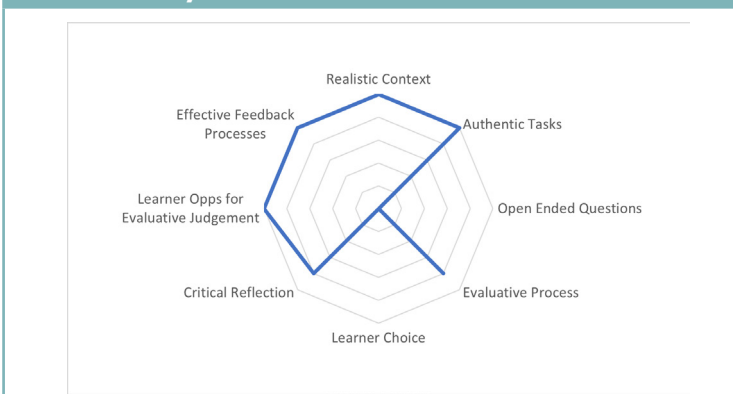 Realistic Context
Effective Feedback
Processes
Authentic Tasks
Learner Opps for
Evaluative Judgement
Open Ended Questions
Critical Reflection
Evaluative Process
Learner Choice